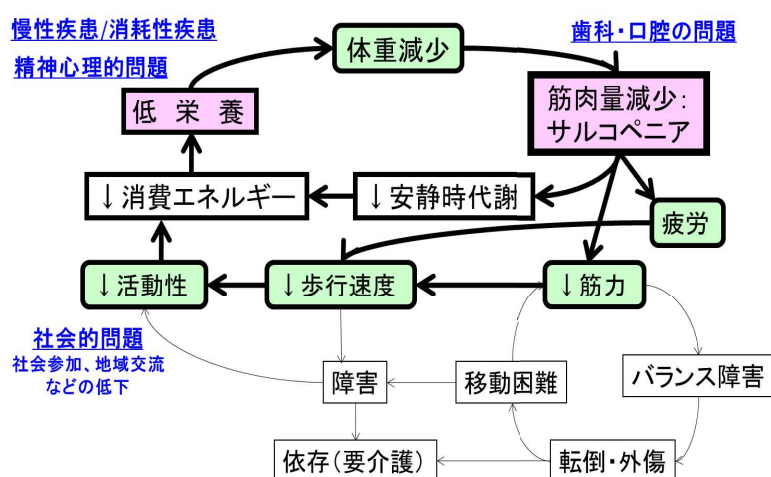 慢性疾患/消耗性疾患
精神心理的問題
体重減少
歯科・口腔の問題
低 栄 養
筋肉量減少:
サルコペニア
↓消費エネルギー
↓安静時代謝
疲労
↓活動性
↓歩行速度
↓筋力
社会的問題
社会参加、地域交流
などの低下
障害
移動困難
バランス障害
依存(要介護)
転倒・外傷